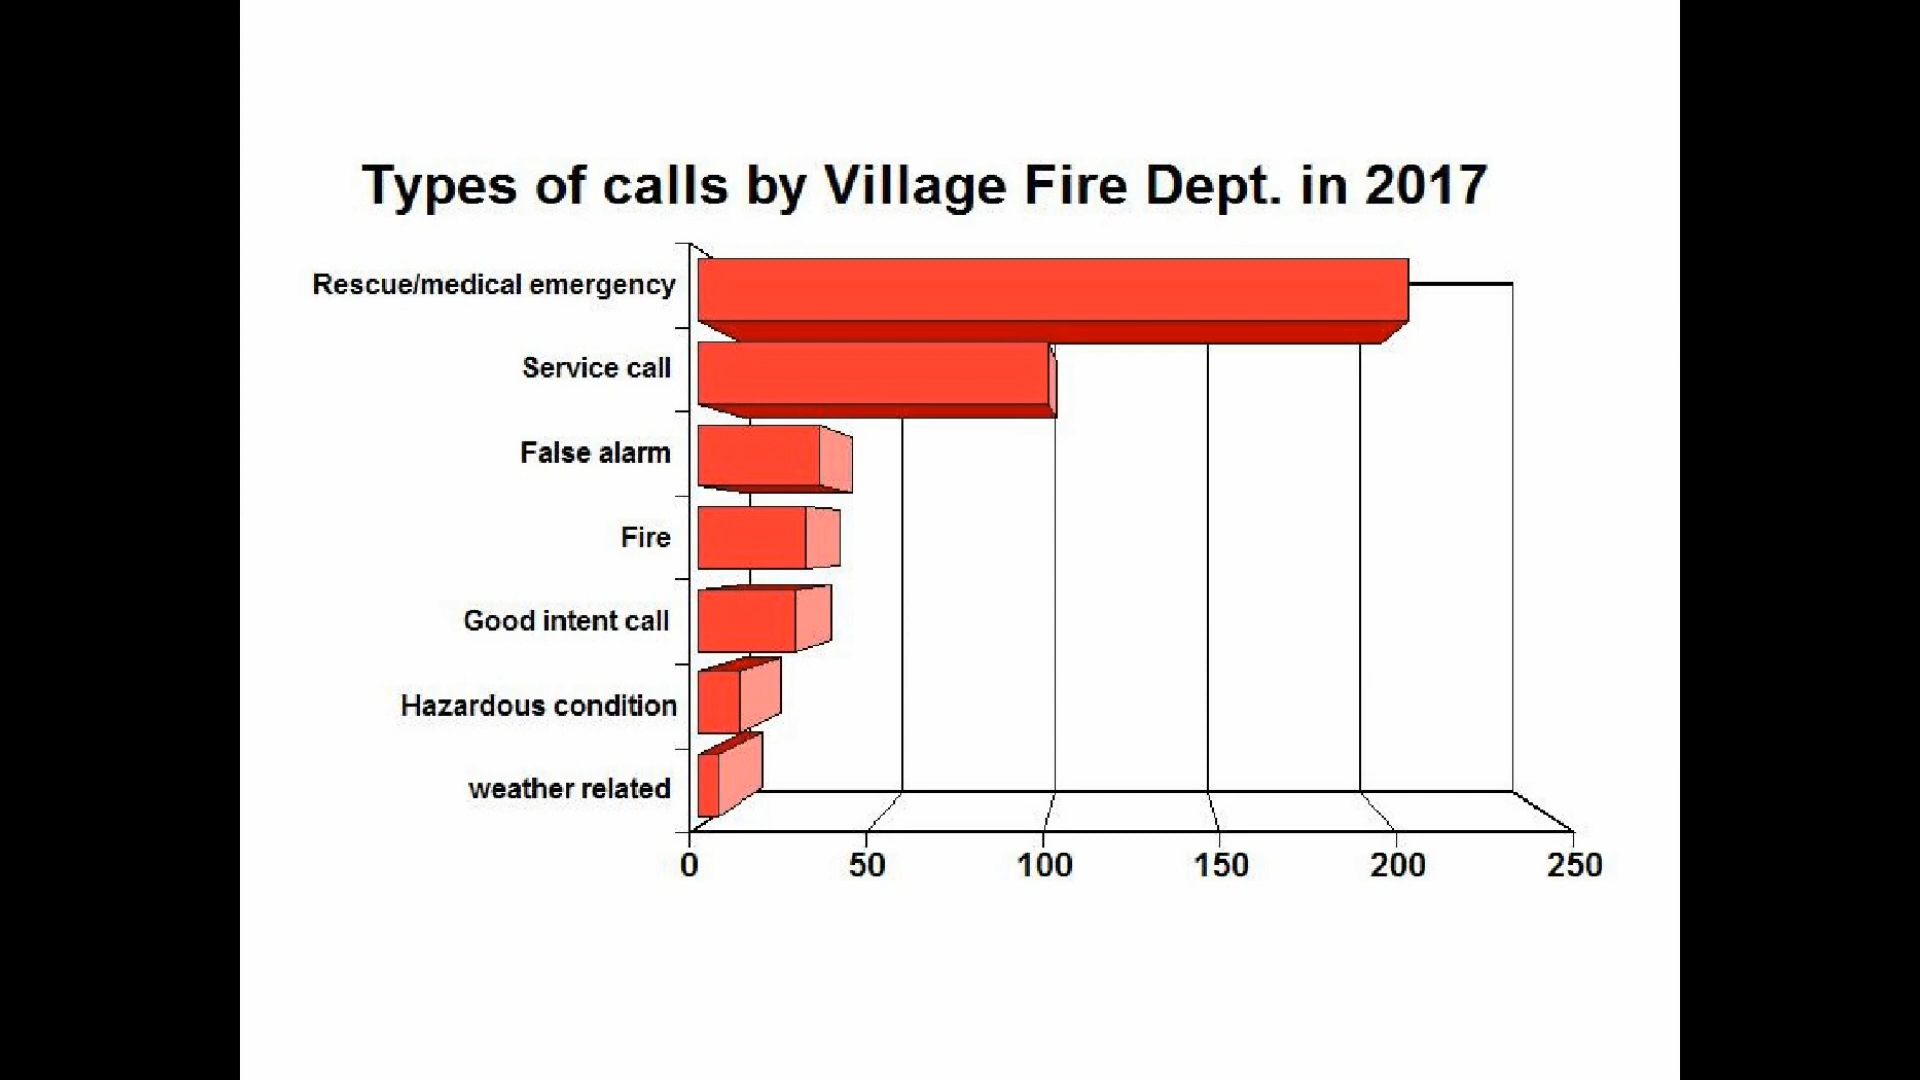 Types of calls by Village Fire Dept. in 2017
Rescue/medical emergency
Service call
False alarm
Fire
Good intent call
Hazardous condition
weather related
0 50 100 150 200 250